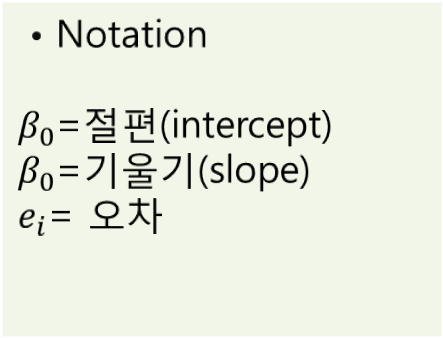 • Notation
β₀=절편(intercept)
β₀=기울기(slope)
eᵢ= 오차